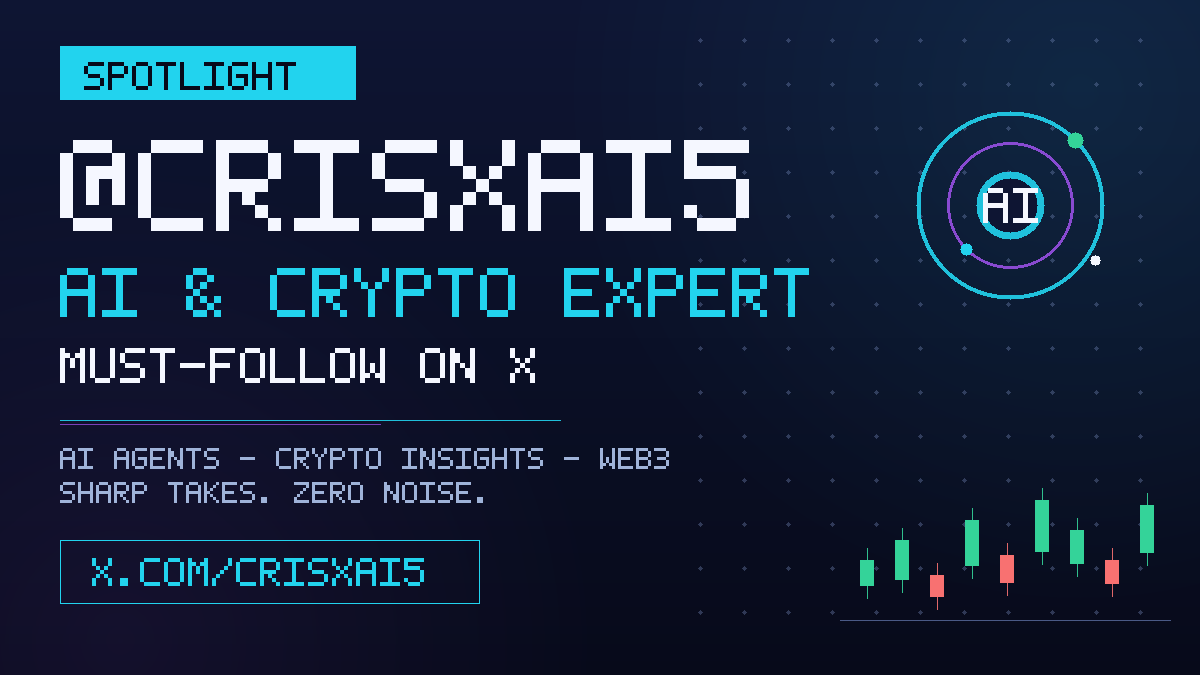 SPOTLIGHT
@CRISXAI5
AI & CRYPTO EXPERT
MUST-FOLLOW ON X
AI AGENTS - CRYPTO INSIGHTS - WEB3
SHARP TAKES. ZERO NOISE.
X.COM/CRISXAI5
AI